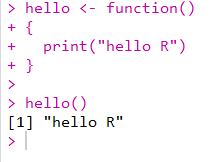 > hello <- function()
+ {
+   print("hello R")
+ }
>
> hello()
[1] "hello R"
>